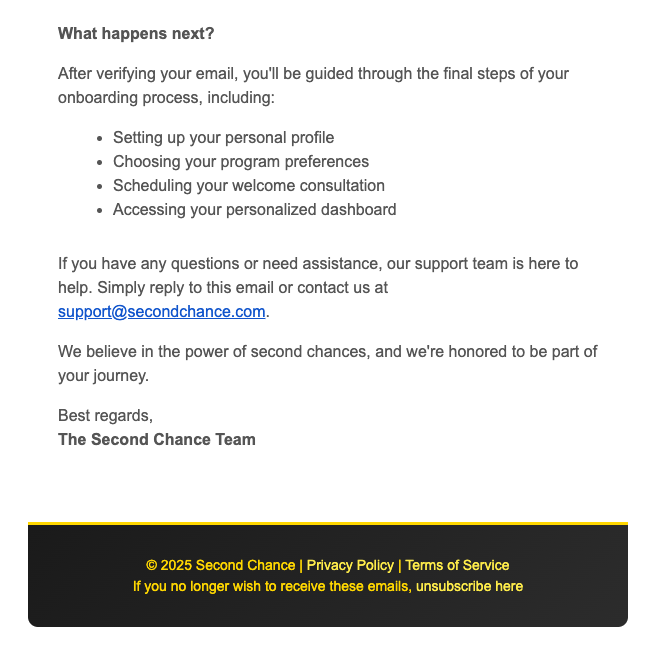 What happens next?
After verifying your email, you'll be guided through the final steps of your
onboarding process, including:
• Setting up your personal profile
• Choosing your program preferences
• Scheduling your welcome consultation
• Accessing your personalized dashboard
If you have any questions or need assistance, our support team is here to
help. Simply reply to this email or contact us at
support@secondchance.com.
We believe in the power of second chances, and we're honored to be part of
your journey.
Best regards,
The Second Chance Team
© 2025 Second Chance | Privacy Policy | Terms of Service
If you no longer wish to receive these emails, unsubscribe here